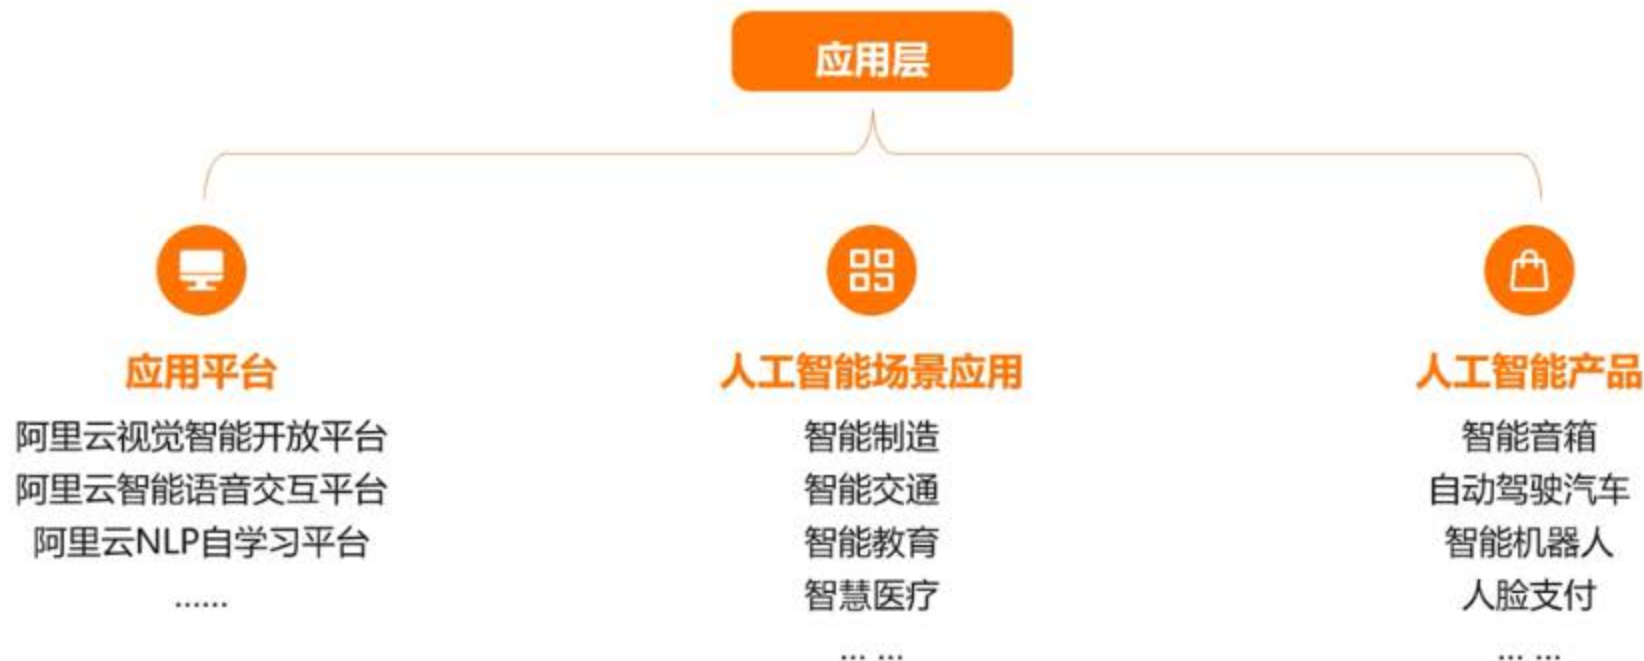 应用层
应用平台
阿里云视觉智能开放平台
阿里云智能语音交互平台
阿里云NLP自学习平台
......
人工智能场景应用
智能制造
智能交通
智能教育
智慧医疗
... ...
人工智能产品
智能音箱
自动驾驶汽车
智能机器人
人脸支付
... ...